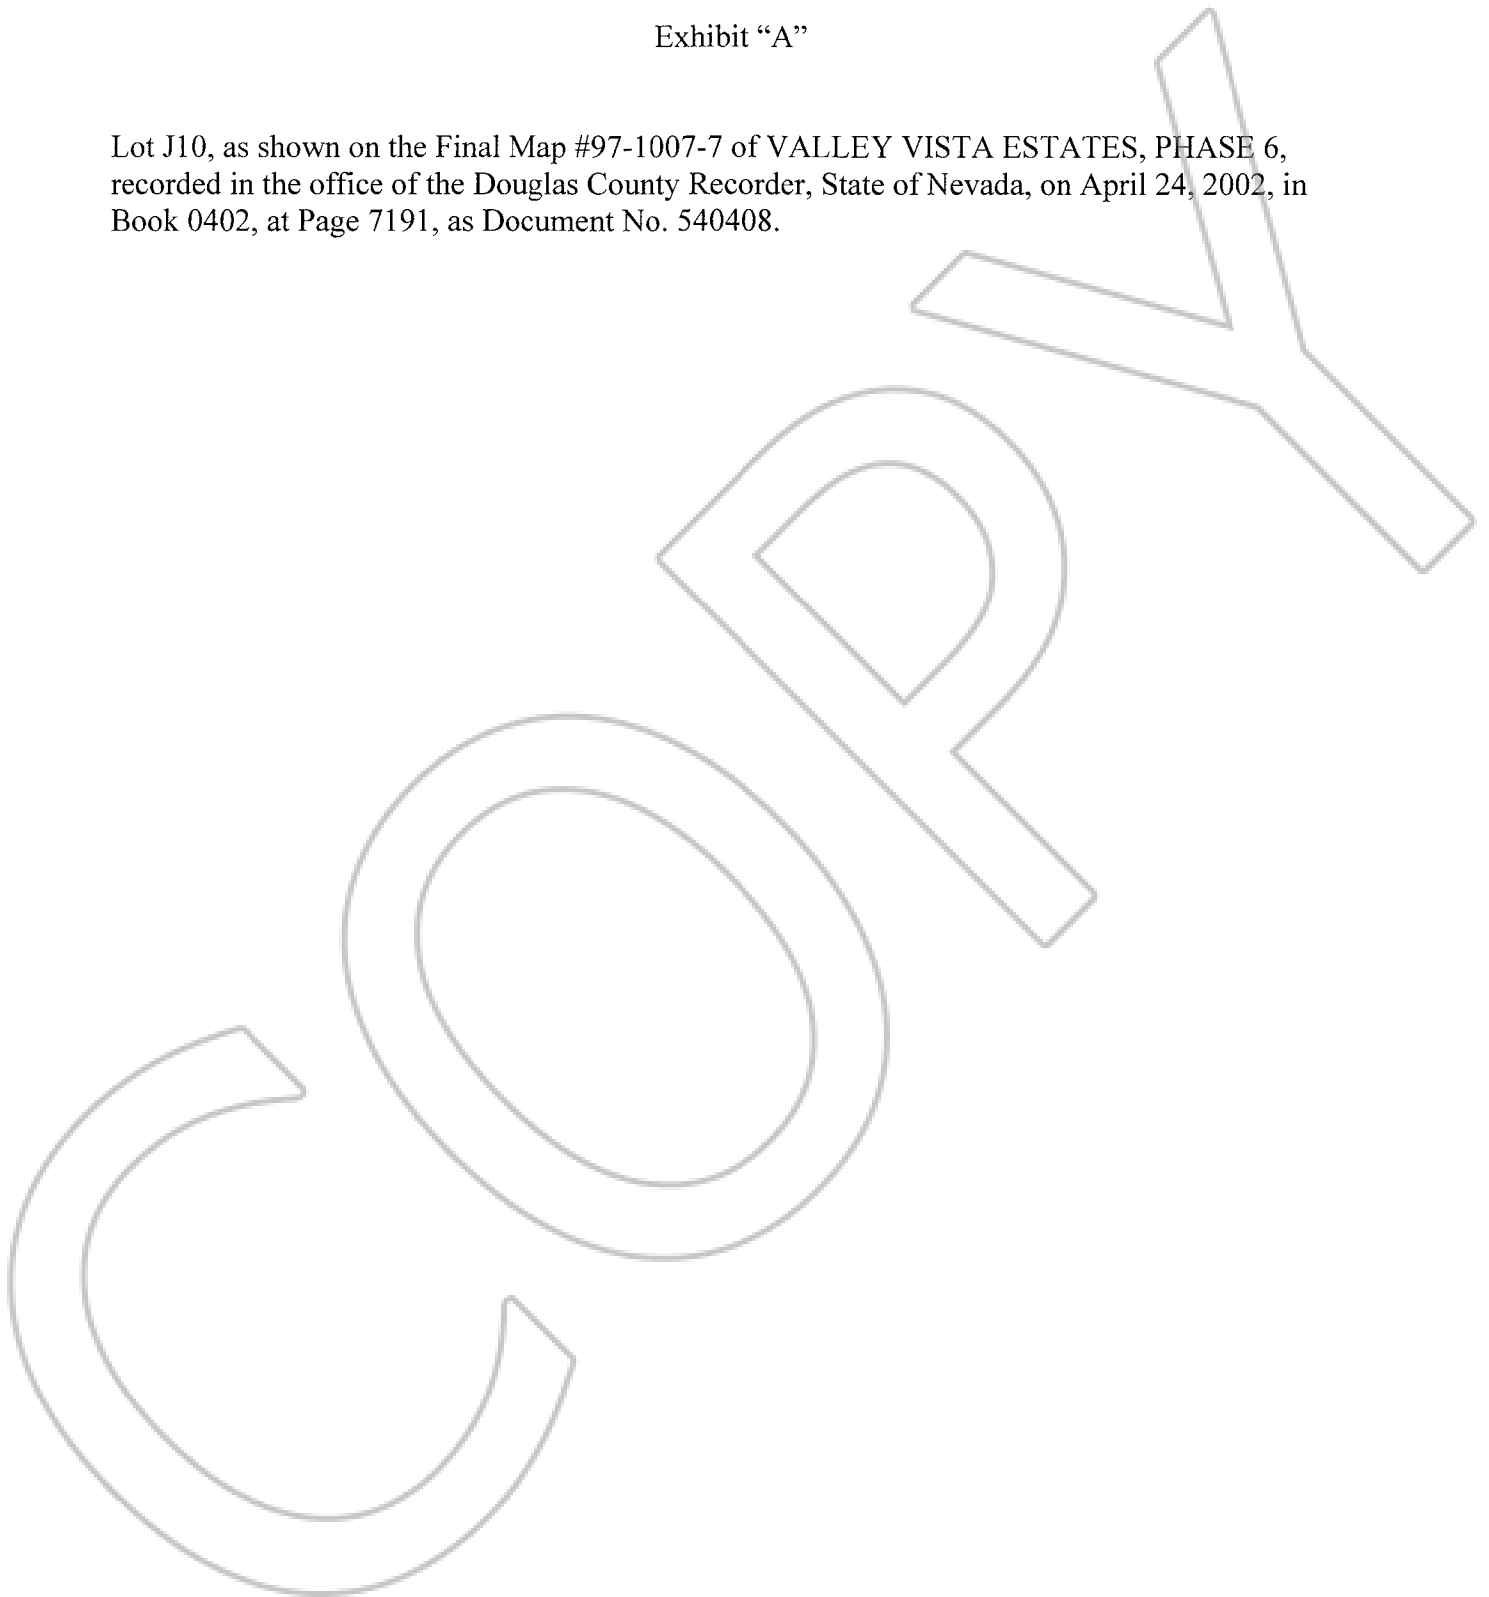 Exhibit “A”
Lot J10, as shown on the Final Map #97-1007-7 of VALLEY VISTA ESTATES, PHASE 6,
recorded in the office of the Douglas County Recorder, State of Nevada, on April 24, 2002, in
Book 0402, at Page 7191, as Document No. 540408.
COPY